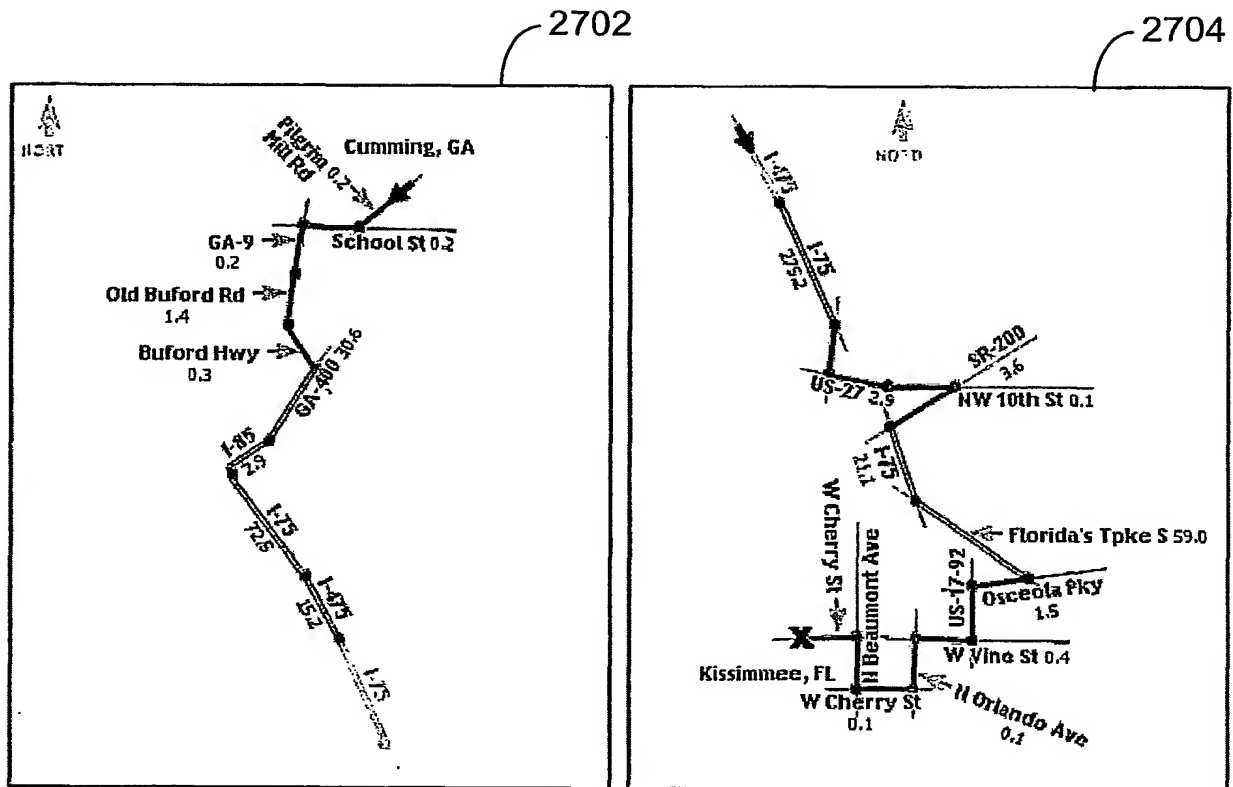 2702
2704
NORT
Pilgrim
Mill Rd
0.2
Cumming, GA
School St 0.2
GA-9
0.2
Old Buford Rd
1.4
Buford Hwy
0.3
GA-400 30.6
I-85
2.9
I-75
72.5
I-475
15.2
I-75
I-475
I-75
275.2
SR-200
3.6
US-27 2.9
NW 10th St 0.1
I-75
Florida's Tpke S 59.0
W Cherry St
N Beaumont Ave
US-17-92
Osceola Pky
1.5
W Vine St 0.4
X
Kissimmee, FL
W Cherry St
0.1
N Orlando Ave
0.1